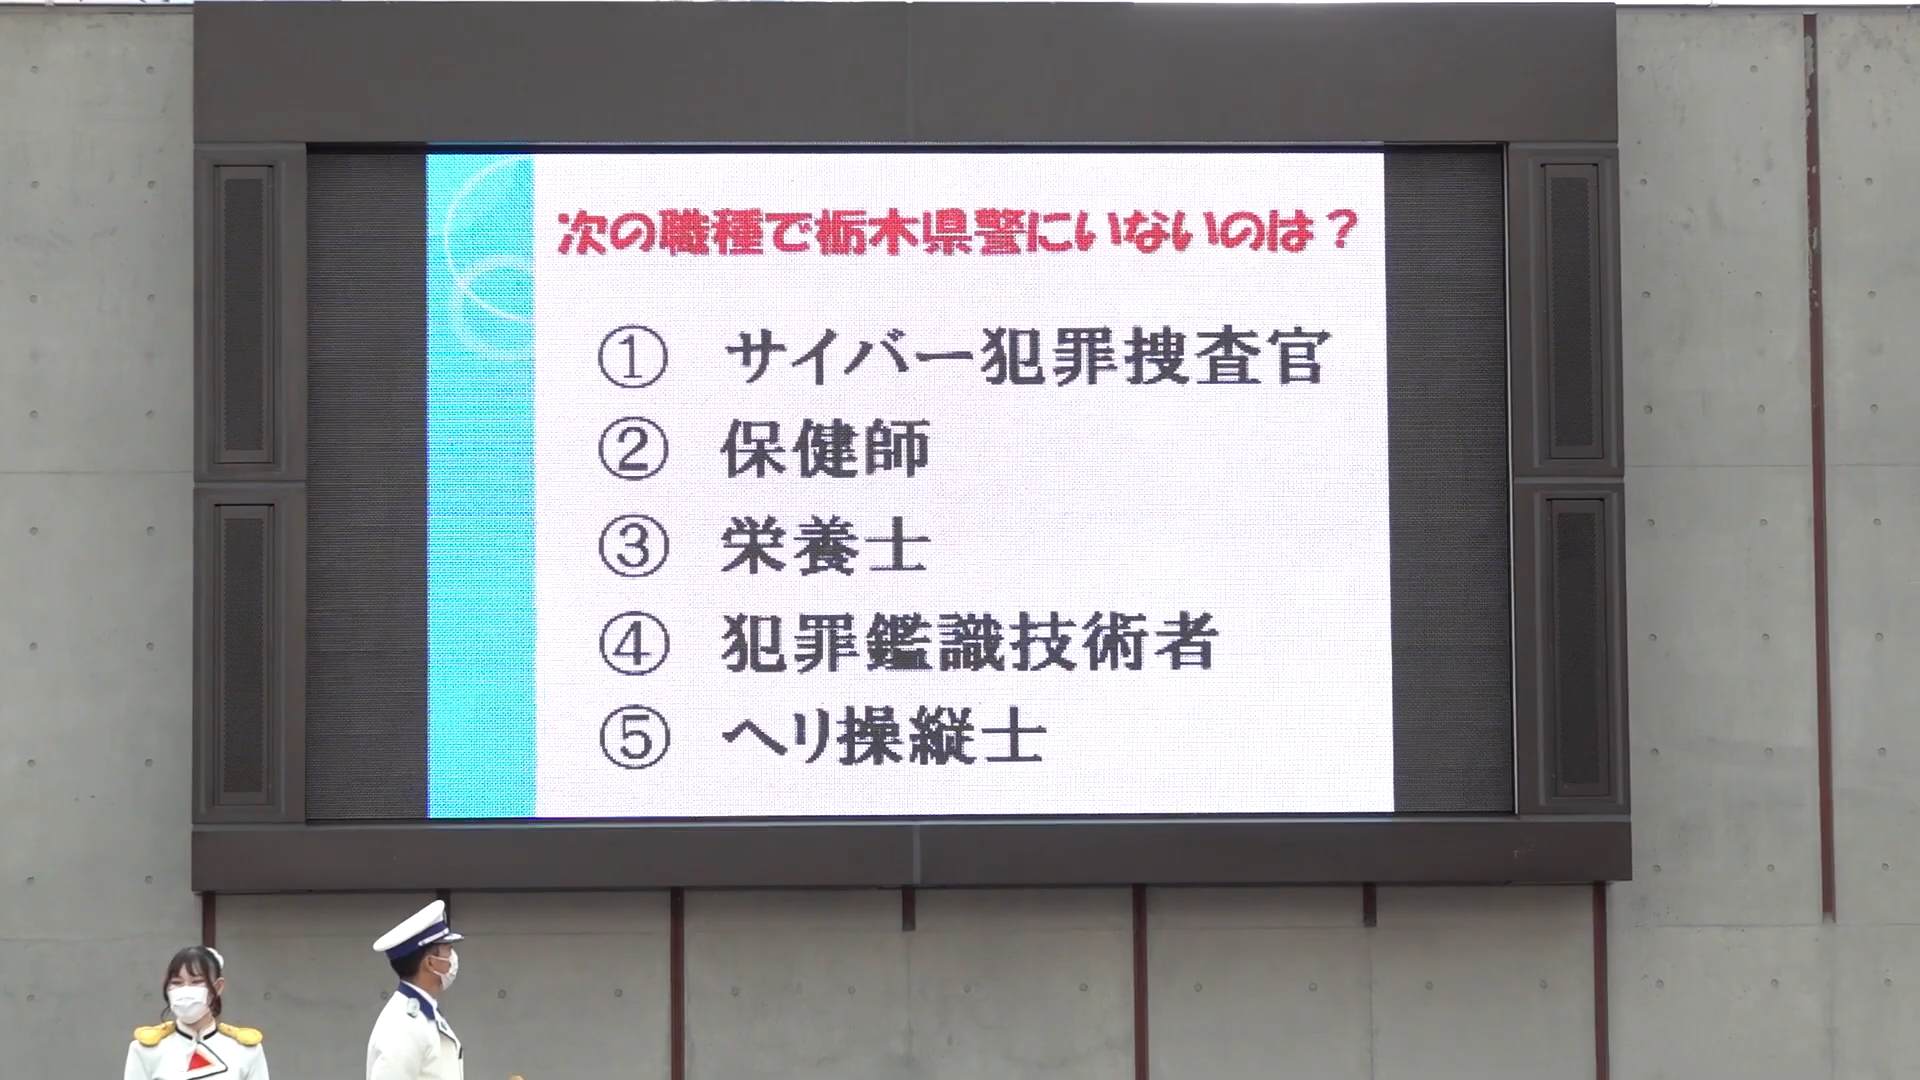 次の職種で栃木県警にいないのは？
① サイバー犯罪捜査官
② 保健師
③ 栄養士
④ 犯罪鑑識技術者
⑤ ヘリ操縦士